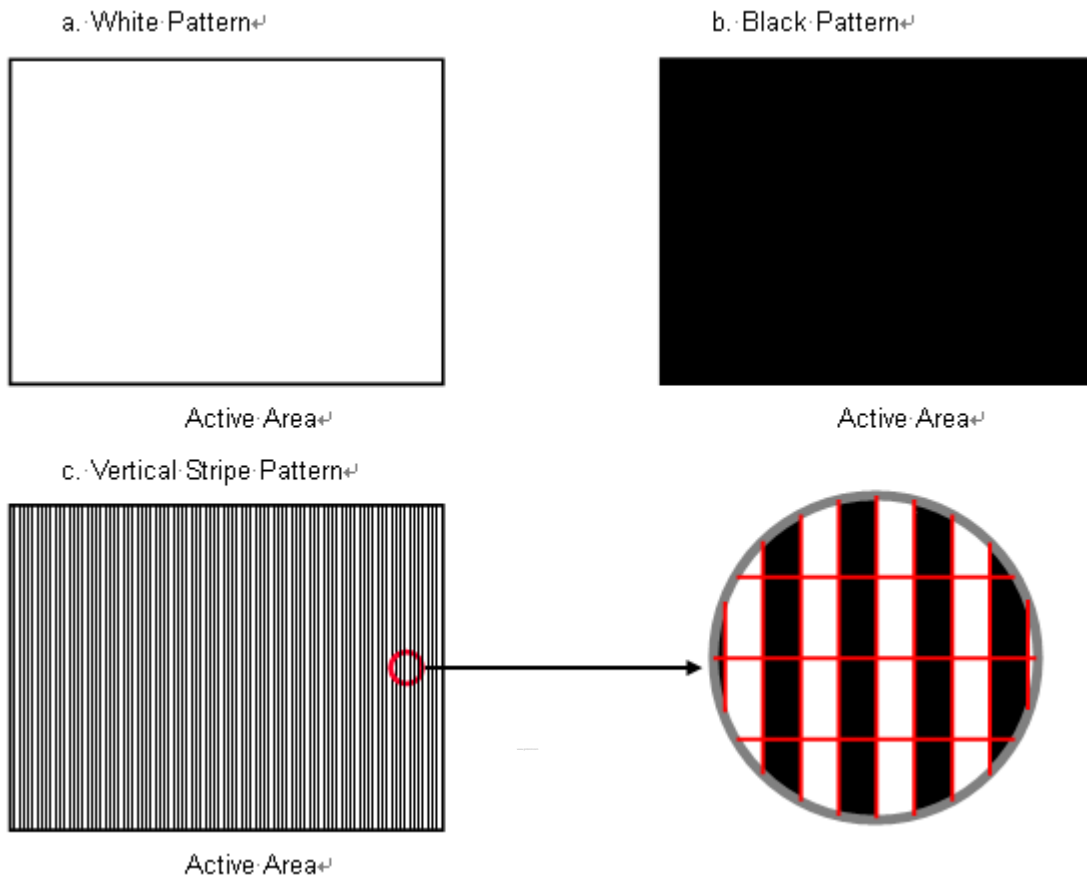 a. White Pattern↵
b. Black Pattern↵
Active Area↵
Active Area↵
c. Vertical Stripe Pattern↵
Active Area↵